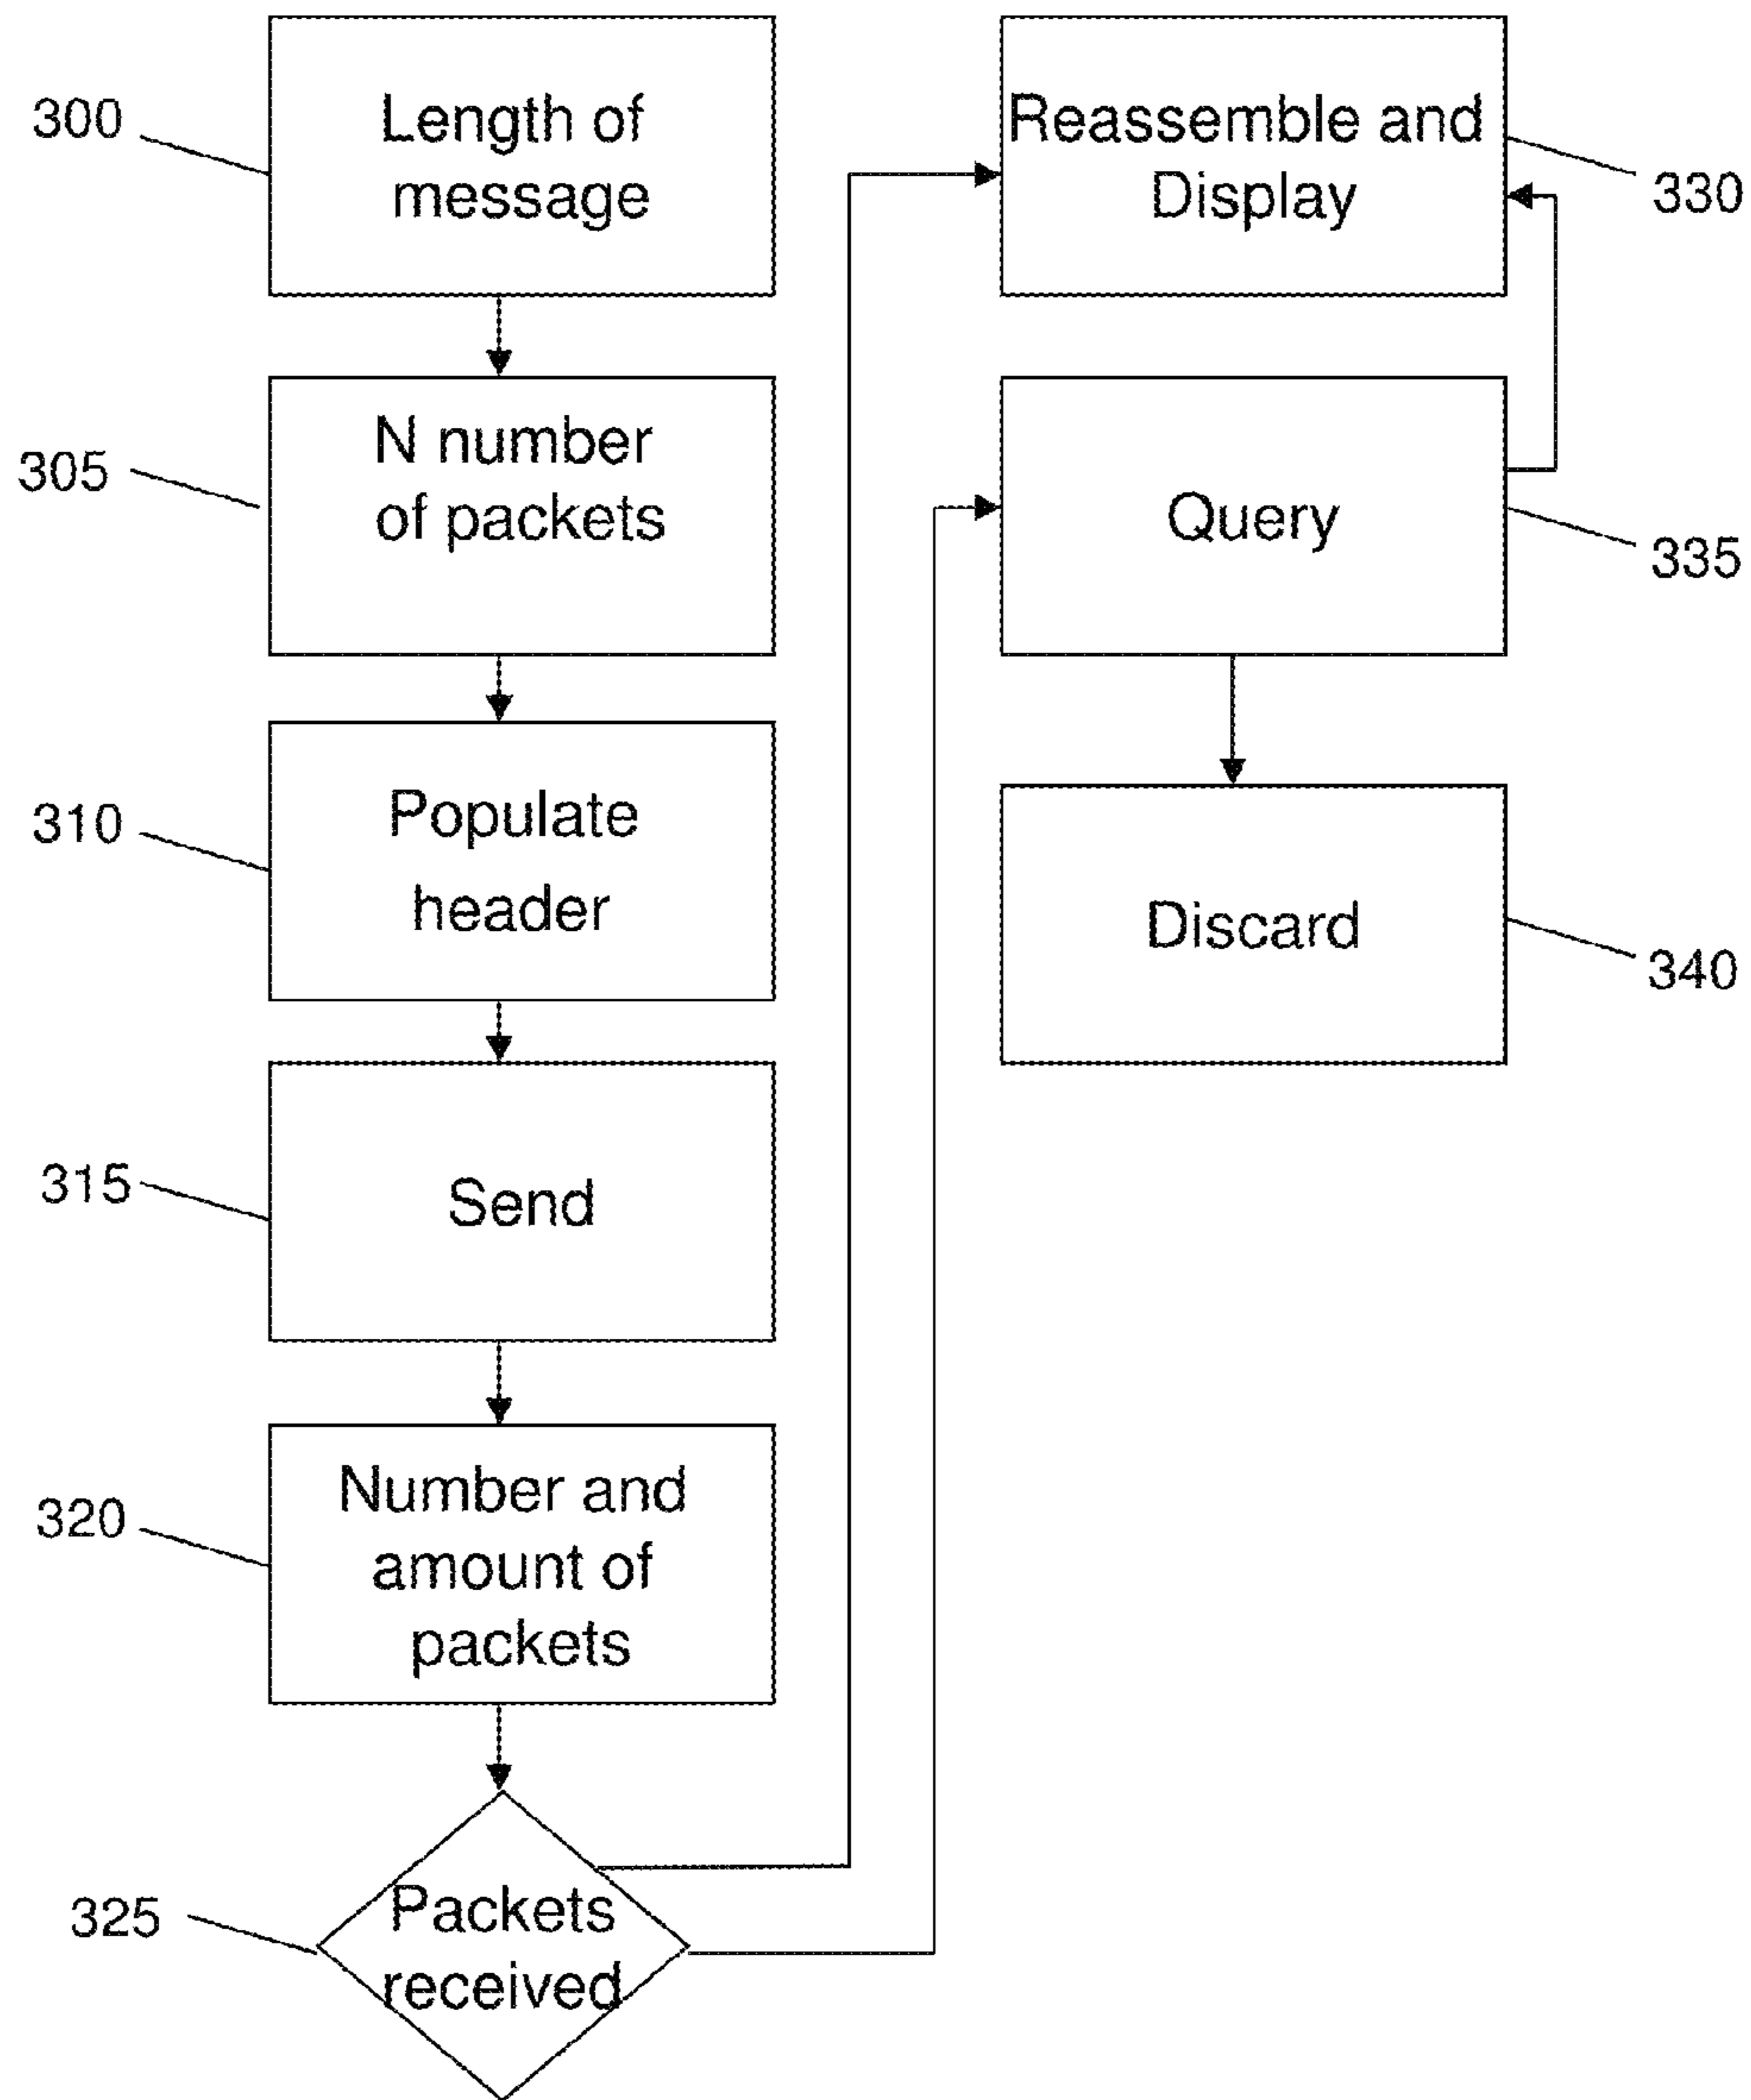 300
Length of
message
305
N number
of packets
310
Populate
header
315
Send
320
Number and
amount of
packets
325
Packets
received
Reassemble and
Display
330
Query
335
Discard
340